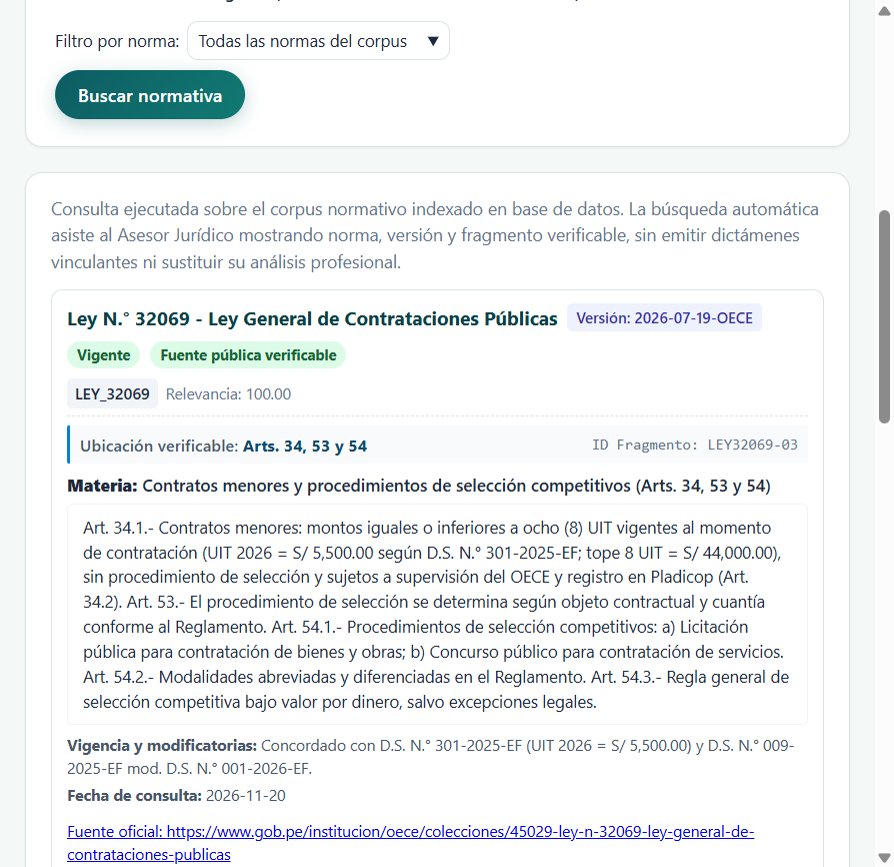 Filtro por norma: Todas las normas del corpus ▼
Buscar normativa
Consulta ejecutada sobre el corpus normativo indexado en base de datos. La búsqueda automática
asiste al Asesor Jurídico mostrando norma, versión y fragmento verificable, sin emitir dictámenes
vinculantes ni sustituir su análisis profesional.
Ley N.° 32069 - Ley General de Contrataciones Públicas Versión: 2026-07-19-OECE
Vigente Fuente pública verificable
LEY_32069 Relevancia: 100.00
Ubicación verificable: Arts. 34, 53 y 54 ID Fragmento: LEY32069-03
Materia: Contratos menores y procedimientos de selección competitivos (Arts. 34, 53 y 54)
Art. 34.1.- Contratos menores: montos iguales o inferiores a ocho (8) UIT vigentes al momento
de contratación (UIT 2026 = S/ 5,500.00 según D.S. N.° 301-2025-EF; tope 8 UIT = S/ 44,000.00),
sin procedimiento de selección y sujetos a supervisión del OECE y registro en Pladicop (Art.
34.2). Art. 53.- El procedimiento de selección se determina según objeto contractual y cuantía
conforme al Reglamento. Art. 54.1.- Procedimientos de selección competitivos: a) Licitación
pública para contratación de bienes y obras; b) Concurso público para contratación de servicios.
Art. 54.2.- Modalidades abreviadas y diferenciadas en el Reglamento. Art. 54.3.- Regla general de
selección competitiva bajo valor por dinero, salvo excepciones legales.
Vigencia y modificatorias: Concordado con D.S. N.° 301-2025-EF (UIT 2026 = S/ 5,500.00) y D.S. N.° 009-
2025-EF mod. D.S. N.° 001-2026-EF.
Fecha de consulta: 2026-11-20
Fuente oficial: https://www.gob.pe/institucion/oece/colecciones/45029-ley-n-32069-ley-general-de-
contrataciones-publicas